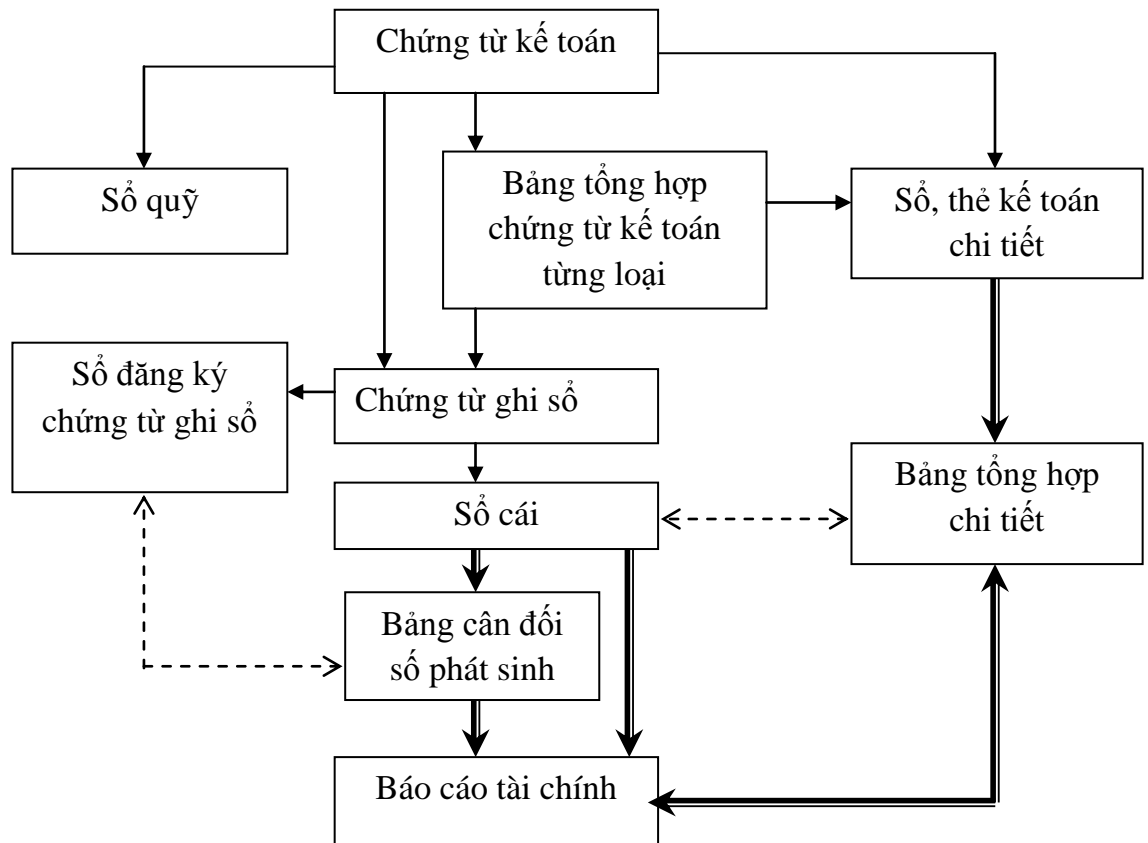 Chứng từ kế toán
Sổ quỹ
Bảng tổng hợp
chứng từ kế toán
từng loại
Sổ, thẻ kế toán
chi tiết
Sổ đăng ký
chứng từ ghi sổ
Chứng từ ghi sổ
Sổ cái
Bảng tổng hợp
chi tiết
Bảng cân đối
số phát sinh
Báo cáo tài chính